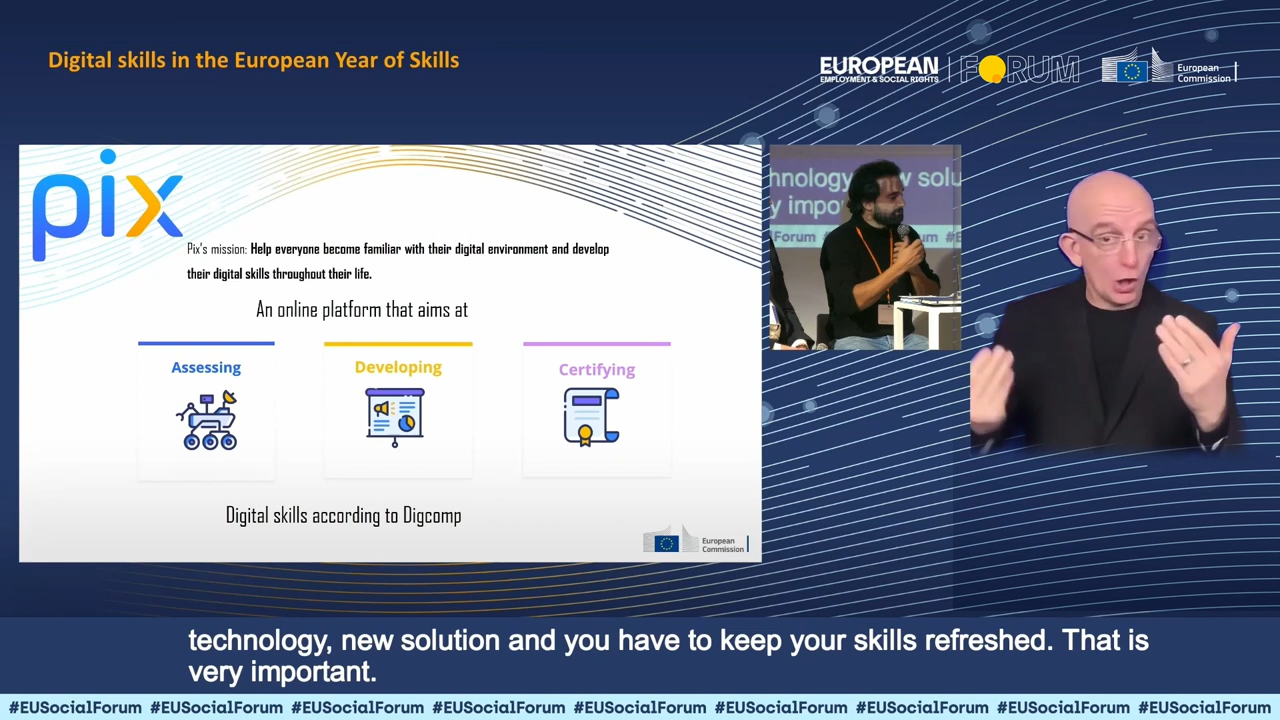 Digital skills in the European Year of Skills
EUROPEAN
EMPLOYMENT & SOCIAL RIGHTS
FORUM
European
Commission
pix
Pix's mission: Help everyone become familiar with their digital environment and develop
their digital skills throughout their life.
An online platform that aims at
Assessing
Developing
Certifying
Digital skills according to Digcomp
European
Commission
technology, new solution and you have to keep your skills refreshed. That is
very important.
#EUSocialForum #EUSocialForum #EUSocialForum #EUSocialForum #EUSocialForum #EUSocialForum #EUSocialForum #EUSocialForum #EUSocialForum